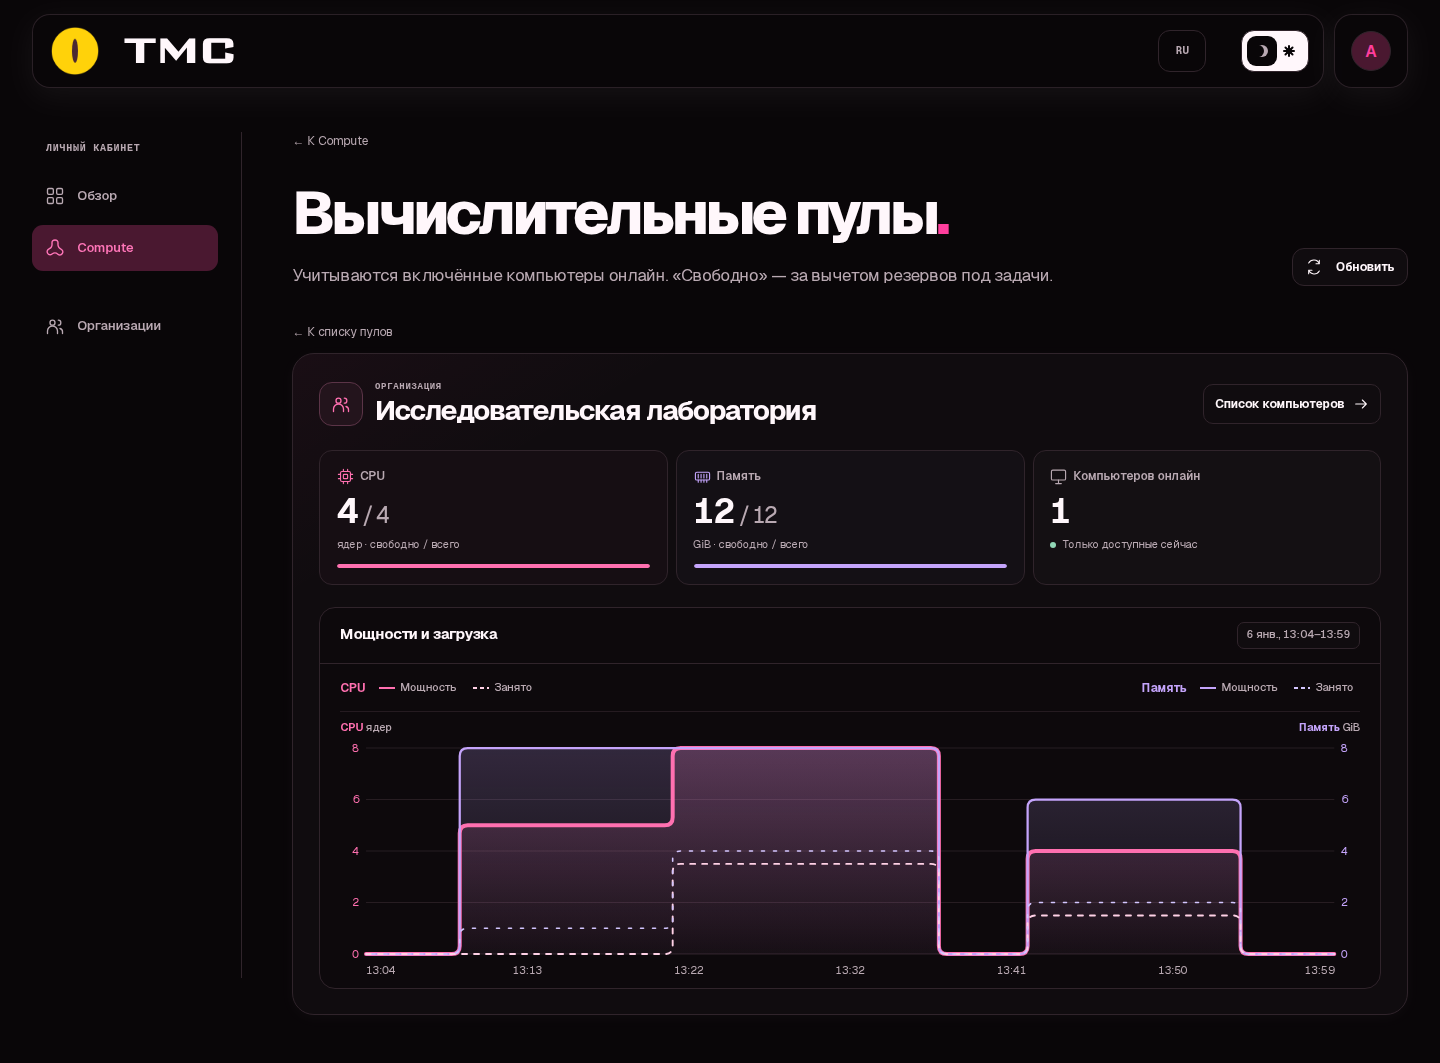 TMC
RU
A
ЛИЧНЫЙ КАБИНЕТ
Обзор
Compute
Организации
← К Compute
Вычислительные пулы.
Учитываются включённые компьютеры онлайн. «Свободно» — за вычетом резервов под задачи.
Обновить
← К списку пулов
ОРГАНИЗАЦИЯ
Исследовательская лаборатория
Список компьютеров →
CPU
4 / 4
ядер · свободно / всего
Память
12 / 12
GiB · свободно / всего
Компьютеров онлайн
1
Только доступные сейчас
Мощности и загрузка
6 янв., 13:04–13:59
CPU Мощность Занято
Память Мощность Занято
CPU ядер
Память GiB
8 8
6 6
4 4
2 2
0 0
13:04 13:13 13:22 13:32 13:41 13:50 13:59